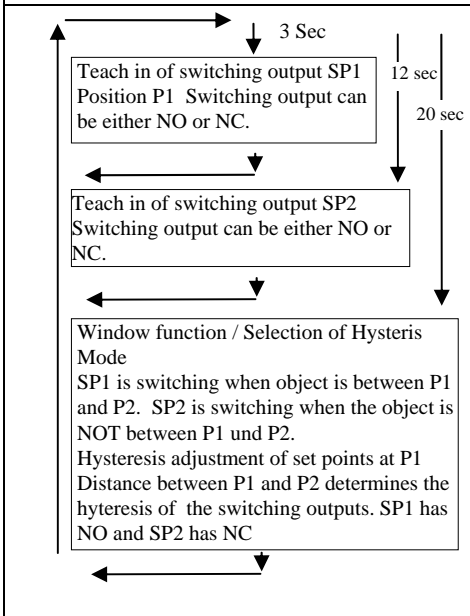 3 Sec
Teach in of switching output SP1
Position P1  Switching output can
be either NO or NC.
12 sec
20 sec
Teach in of switching output SP2
Switching output can be either NO or
NC.
Window function / Selection of Hysteris
Mode
SP1 is switching when object is between P1
and P2.  SP2 is switching when the object is
NOT between P1 und P2.
Hysteresis adjustment of set points at P1
Distance between P1 and P2 determines the
hyteresis of  the switching outputs. SP1 has
NO and SP2 has NC